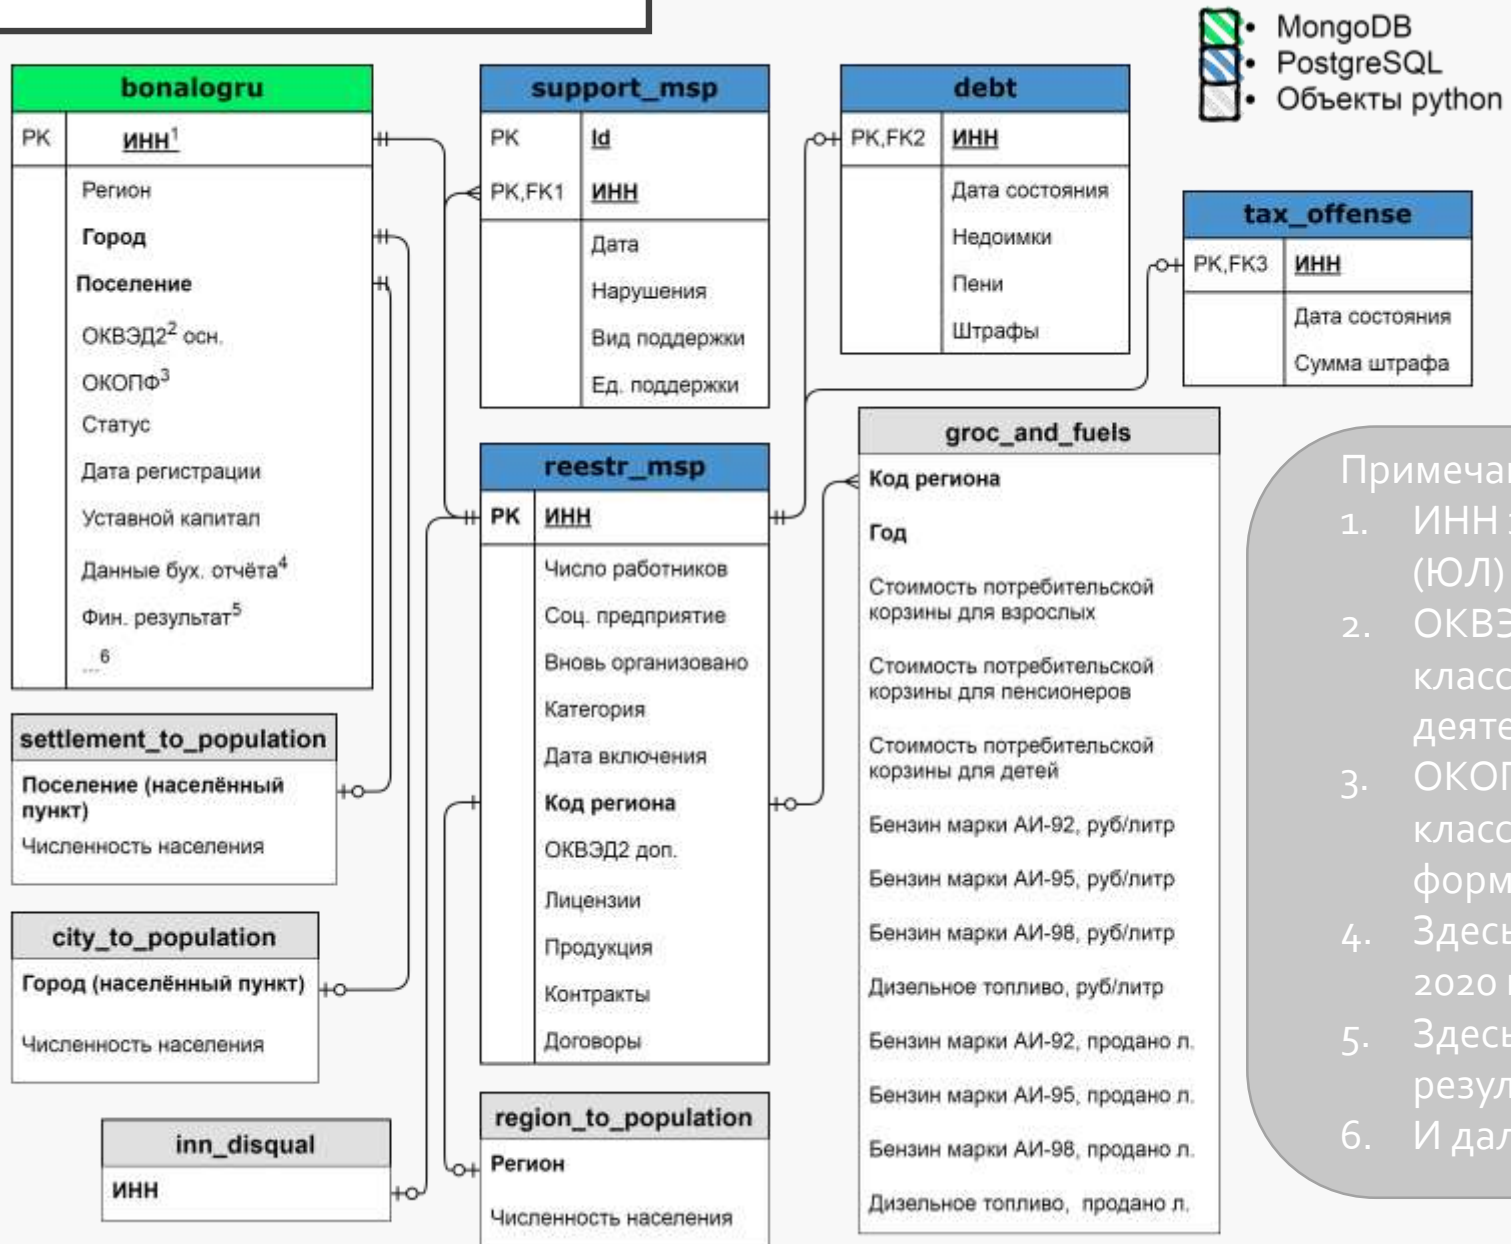 MongoDB
PostgreSQL
Объекты python
bonalogru
PK ИНН1
Регион
Город
Поселение
ОКВЭД2² осн.
ОКОПФ³
Статус
Дата регистрации
Уставной капитал
Данные бух. отчёта⁴
Фин. результат⁵
...⁶
support_msp
PK Id
PK,FK1 ИНН
Дата
Нарушения
Вид поддержки
Ед. поддержки
debt
PK,FK2 ИНН
Дата состояния
Недоимки
Пени
Штрафы
tax_offense
PK,FK3 ИНН
Дата состояния
Сумма штрафа
reestr_msp
PK ИНН
Число работников
Соц. предприятие
Вновь организовано
Категория
Дата включения
Код региона
ОКВЭД2 доп.
Лицензии
Продукция
Контракты
Договоры
groc_and_fuels
Код региона
Год
Стоимость потребительской
корзины для взрослых
Стоимость потребительской
корзины для пенсионеров
Стоимость потребительской
корзины для детей
Бензин марки АИ-92, руб/литр
Бензин марки АИ-95, руб/литр
Бензин марки АИ-98, руб/литр
Дизельное топливо, руб/литр
Бензин марки АИ-92, продано л.
Бензин марки АИ-95, продано л.
Бензин марки АИ-98, продано л.
Дизельное топливо, продано л.
settlement_to_population
Поселение (населённый
пункт)
Численность населения
city_to_population
Город (населённый пункт)
Численность населения
inn_disqual
ИНН
region_to_population
Регион
Численность населения
1. ИНН
(ЮЛ)
2.
3.
4.
2020
5.
6. И